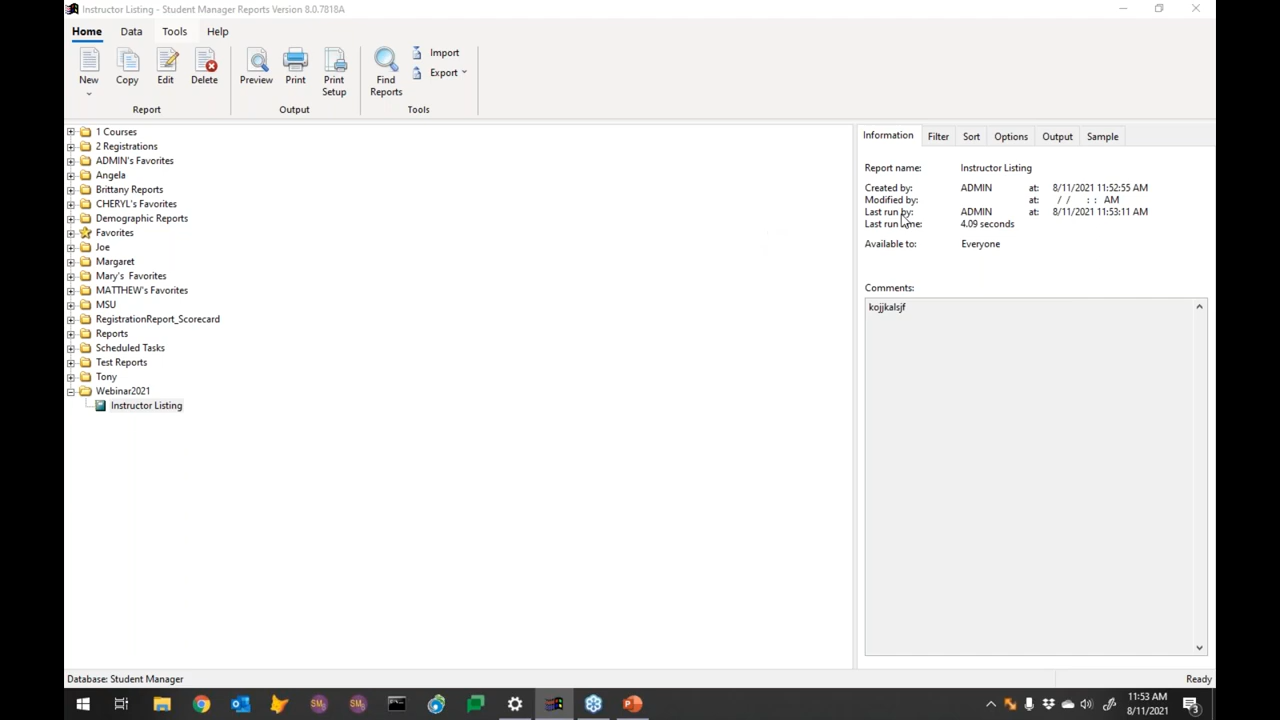 Instructor Listing - Student Manager Reports Version 8.0.7818A
Home Data Tools Help
New Copy Edit Delete Preview Print Print Setup Find Reports Import Export
Report Output Tools
1 Courses
2 Registrations
ADMIN's Favorites
Angela
Brittany Reports
CHERYL's Favorites
Demographic Reports
Favorites
Joe
Margaret
Mary's Favorites
MATTHEW's Favorites
MSU
RegistrationReport_Scorecard
Reports
Scheduled Tasks
Test Reports
Tony
Webinar2021
Instructor Listing
Information Filter Sort Options Output Sample
Report name: Instructor Listing
Created by: ADMIN at: 8/11/2021 11:52:55 AM
Modified by: at: / / : : AM
Last run by: ADMIN at: 8/11/2021 11:53:11 AM
Last run time: 4.09 seconds
Available to: Everyone
Comments:
kojjkalsjf
Database: Student Manager Ready
SM SM
11:53 AM
8/11/2021
3